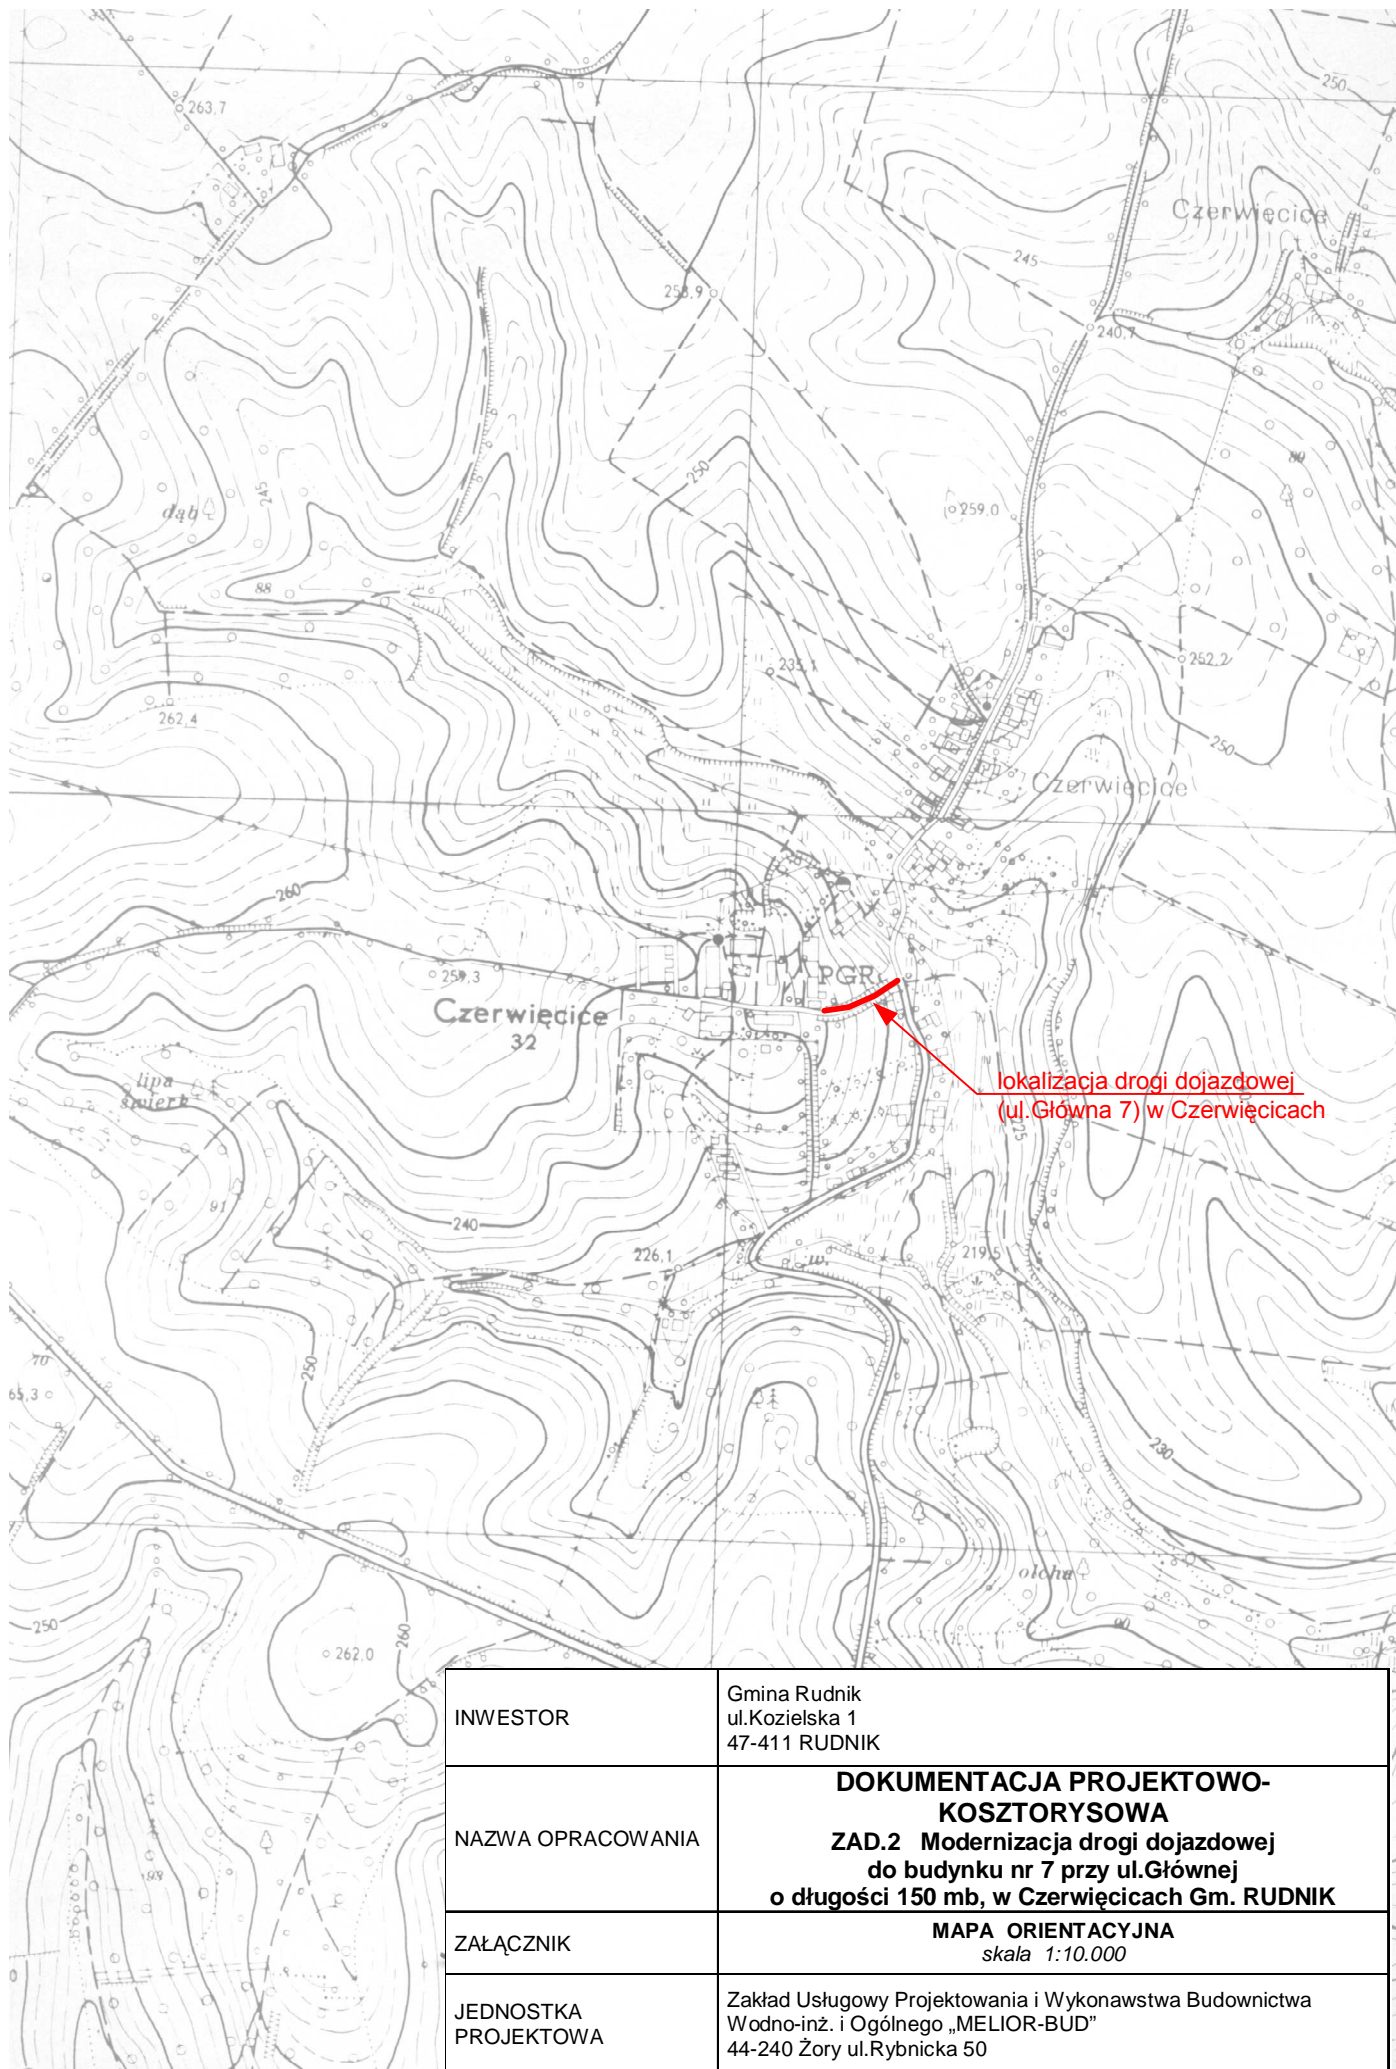 250
263,7
Czerwięcice
245
253,9
240,7
250
89
259,0
dąb
245
88
235,1
252,2
262,4
250
Czerwięcice
260
259,3
PGR
Czerwięcice
32
lipa
świerk
lokalizacja drogi dojazdowej
(ul.Główna 7) w Czerwięcicach
225
91
240
226,1
w.
219,5
250
70
65,3
230
olcha
90
250
260
262,0
93
INWESTOR
Gmina Rudnik
ul.Kozielska 1
47-411 RUDNIK
NAZWA OPRACOWANIA
DOKUMENTACJA PROJEKTOWO-
KOSZTORYSOWA
ZAD.2 Modernizacja drogi dojazdowej
do budynku nr 7 przy ul.Głównej
o długości 150 mb, w Czerwięcicach Gm. RUDNIK
ZAŁĄCZNIK
MAPA ORIENTACYJNA
skala 1:10.000
JEDNOSTKA
PROJEKTOWA
Zakład Usługowy Projektowania i Wykonawstwa Budownictwa
Wodno-inż. i Ogólnego „MELIOR-BUD”
44-240 Żory ul.Rybnicka 50